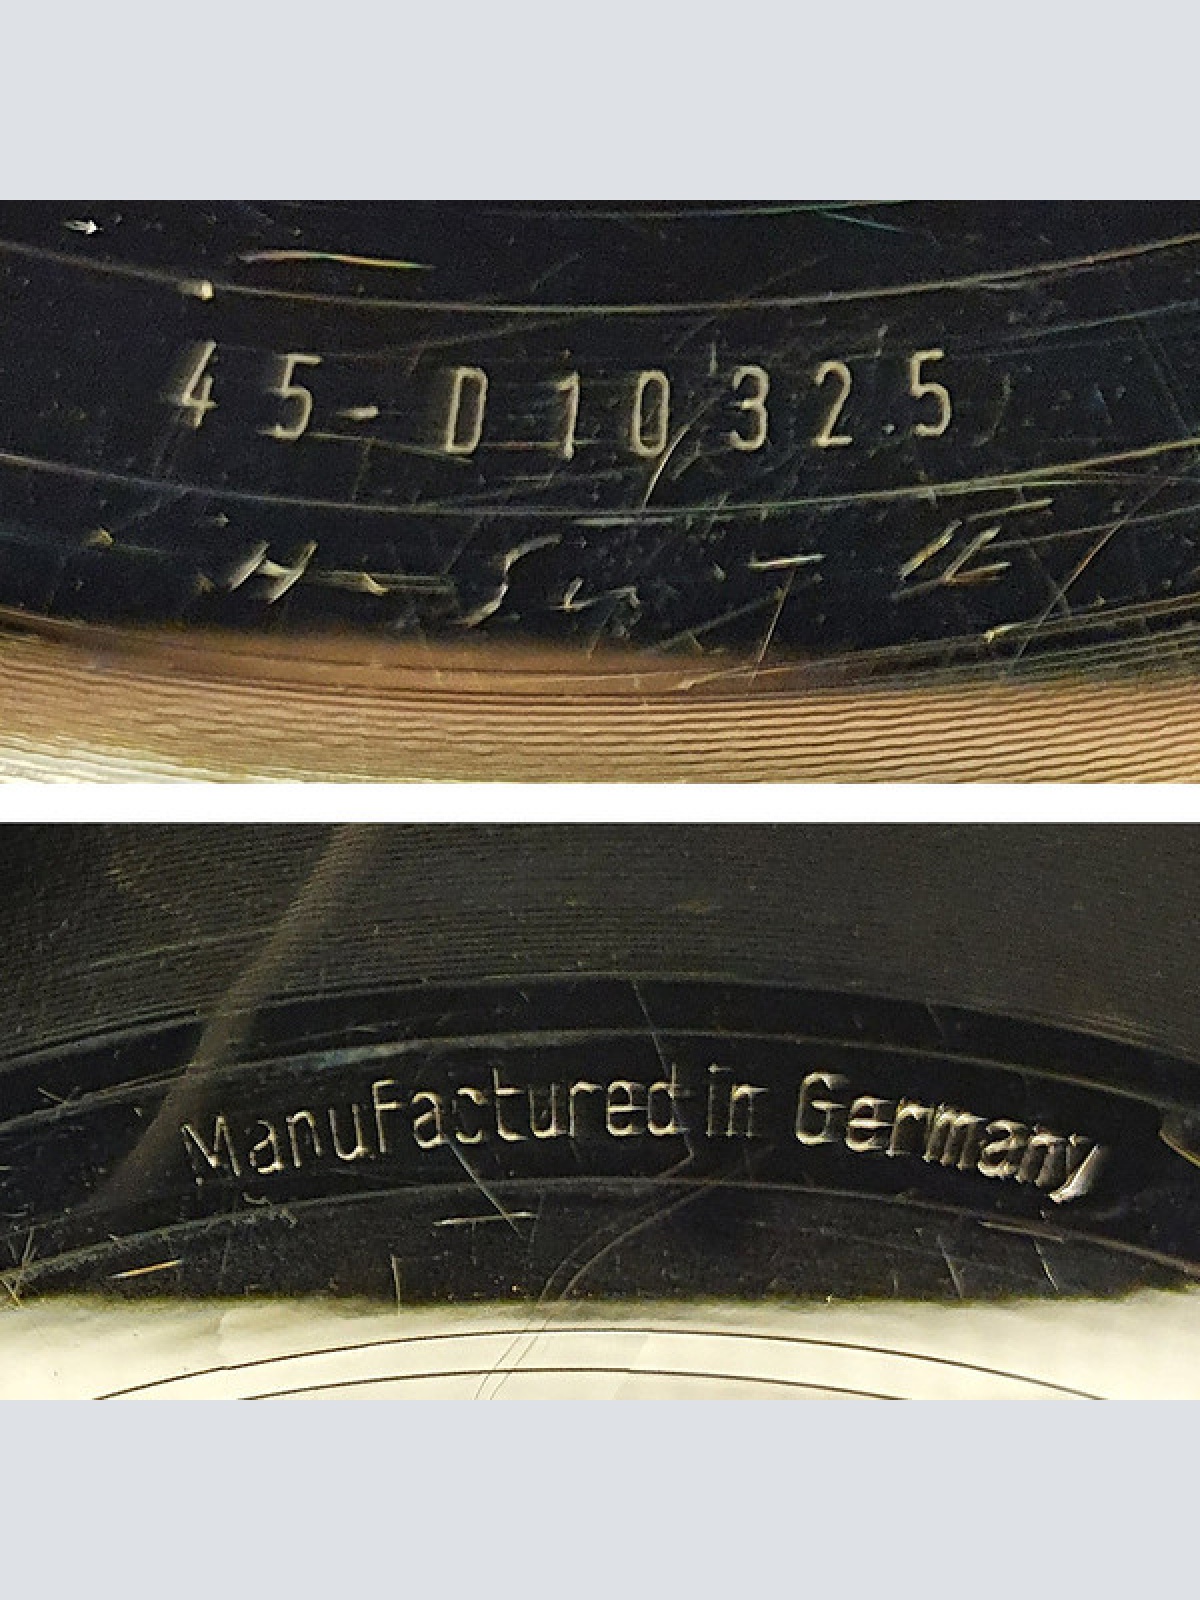 45-D10325
Manufactured in Germany